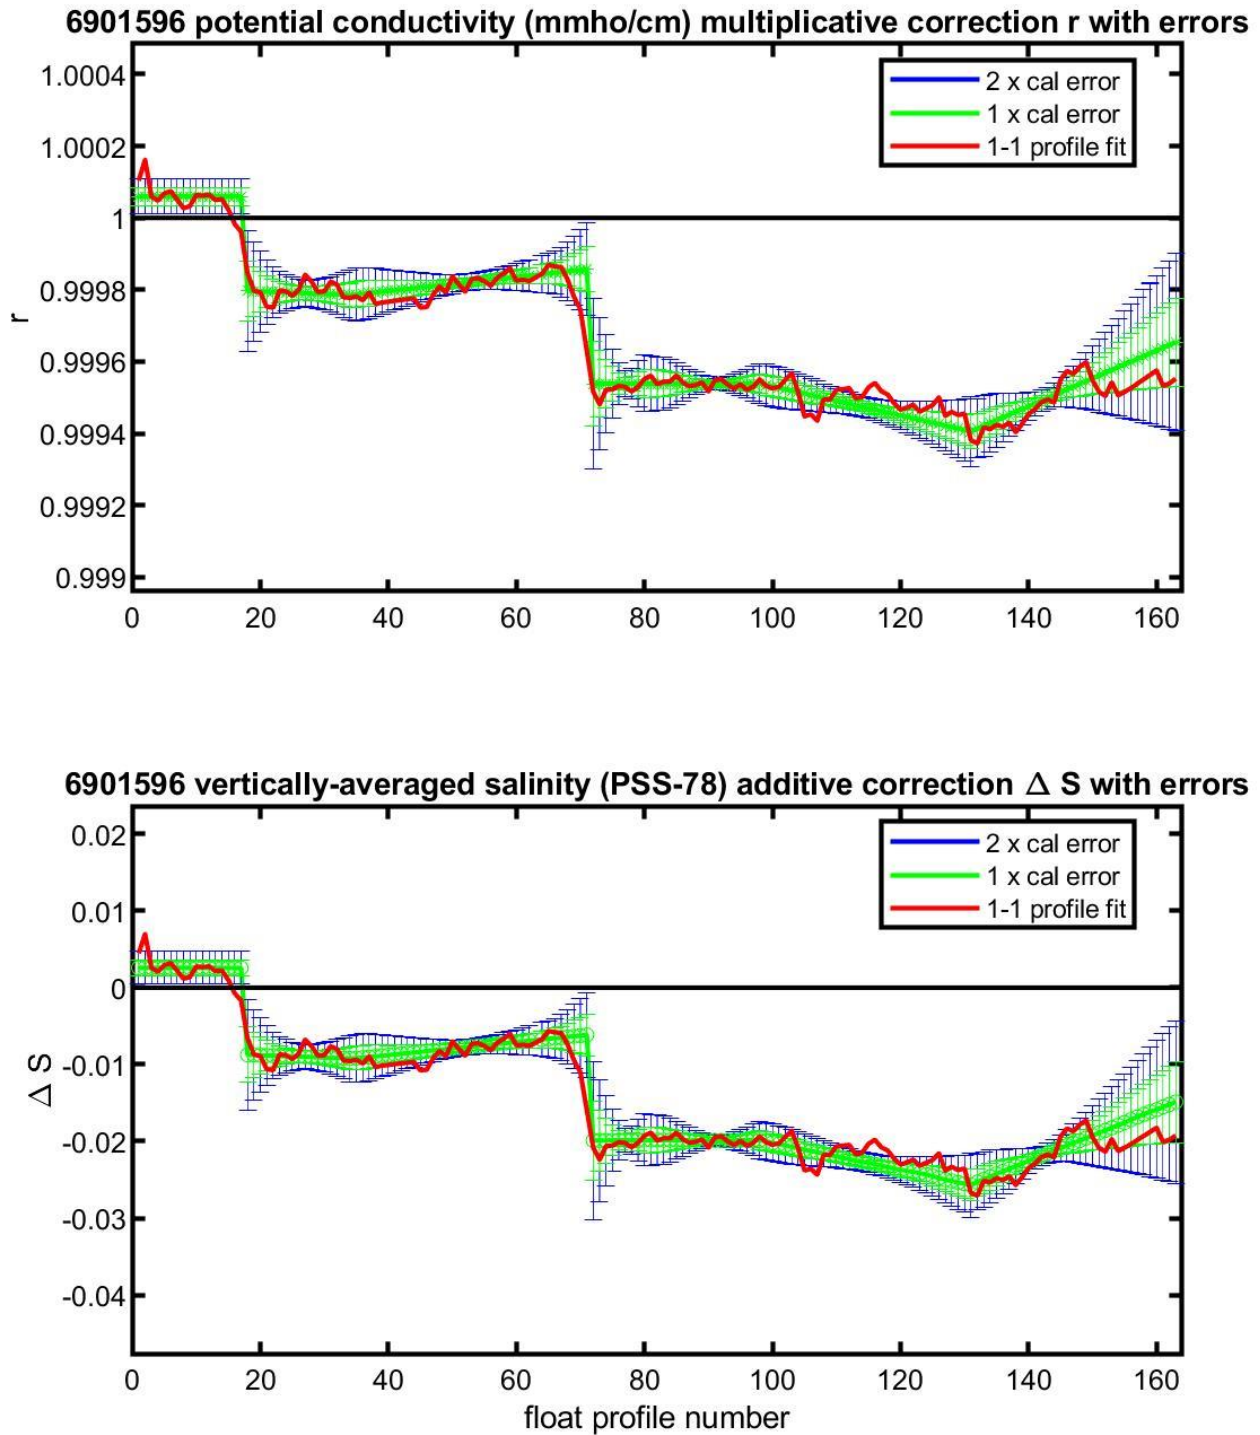 6901596 potential conductivity (mmho/cm) multiplicative correction r with errors
1.0004
1.0002
1
0.9998
0.9996
0.9994
0.9992
0.999
r
2 x cal error
1 x cal error
1-1 profile fit
0 20 40 60 80 100 120 140 160
6901596 vertically-averaged salinity (PSS-78) additive correction Δ S with errors
0.02
0.01
0
-0.01
-0.02
-0.03
-0.04
Δ S
2 x cal error
1 x cal error
1-1 profile fit
0 20 40 60 80 100 120 140 160
float profile number